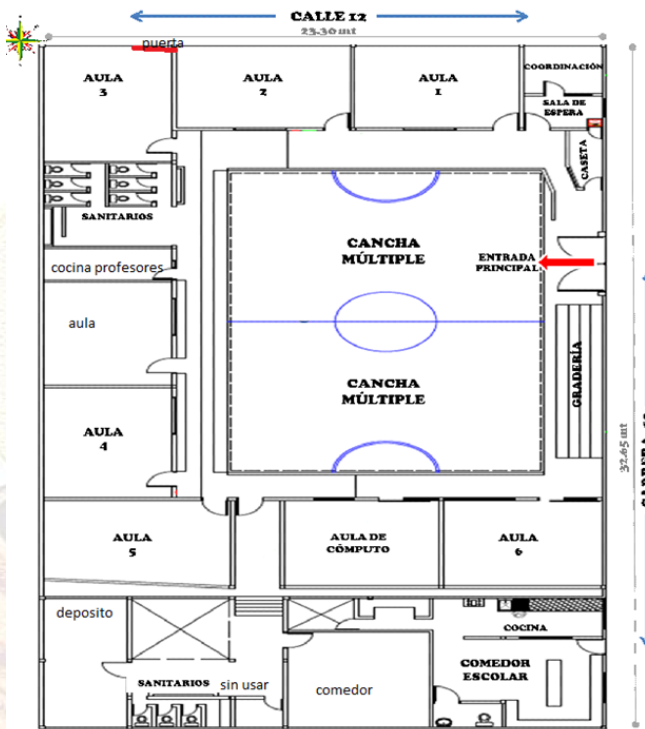 CALLE 12
23.30 mt
puerta
AULA
3
AULA
2
AULA
1
COORDINACIÓN
SALA DE
ESPERA
CASETA
SANITARIOS
CANCHA
MÚLTIPLE
ENTRADA
PRINCIPAL
cocina profesores
aula
GRADERÍA
CANCHA
MÚLTIPLE
AULA
4
32.65 mt
AULA
5
AULA DE
CÓMPUTO
AULA
6
deposito
COCINA
COMEDOR
ESCOLAR
SANITARIOS
sin usar
comedor